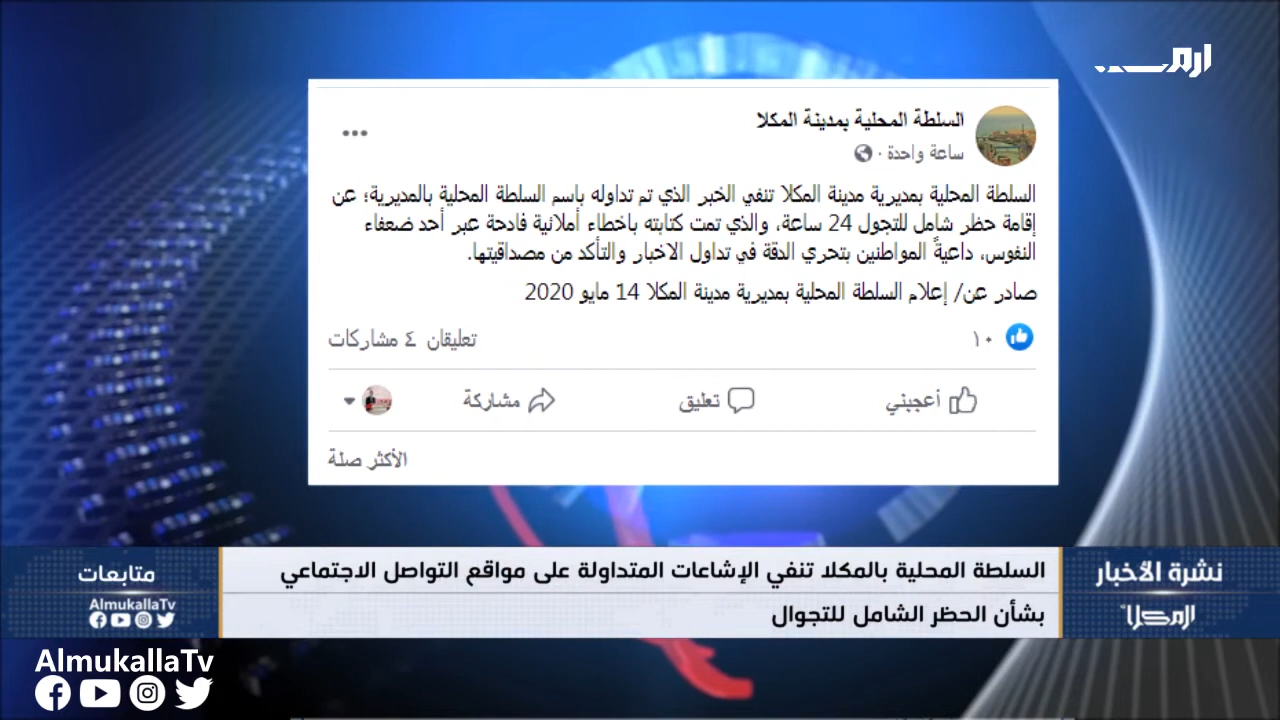 السلطة المحلية بمدينة المكلا
ساعة واحدة ·
السلطة المحلية بمديرية مدينة المكلا تنفي الخبر الذي تم تداوله باسم السلطة المحلية بالمديرية؛ عن
إقامة حظر شامل للتجول 24 ساعة، والذي تمت كتابته باخطاء أملائية فادحة عبر أحد ضعفاء
النفوس، داعيةً المواطنين بتحري الدقة في تداول الاخبار والتأكد من مصداقيتها.
صادر عن/ إعلام السلطة المحلية بمديرية مدينة المكلا 14 مايو 2020
١٠
تعليقان ٤ مشاركات
أعجبني
تعليق
مشاركة
الأكثر صلة
نشرة الأخبار
المكلا
السلطة المحلية بالمكلا تنفي الإشاعات المتداولة على مواقع التواصل الاجتماعي
بشأن الحظر الشامل للتجوال
متابعات
AlmukallaTv
AlmukallaTv